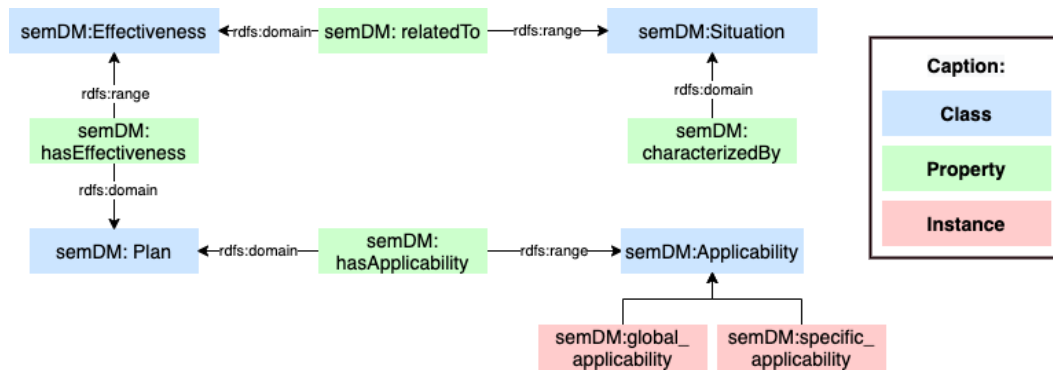 semDM:Effectiveness
rdfs:domain
semDM: relatedTo
rdfs:range
semDM:Situation
Caption:
rdfs:range
rdfs:domain
Class
semDM:
hasEffectiveness
semDM:
characterizedBy
Property
rdfs:domain
Instance
semDM: Plan
rdfs:domain
semDM:
hasApplicability
rdfs:range
semDM:Applicability
semDM:global_
applicability
semDM:specific_
applicability